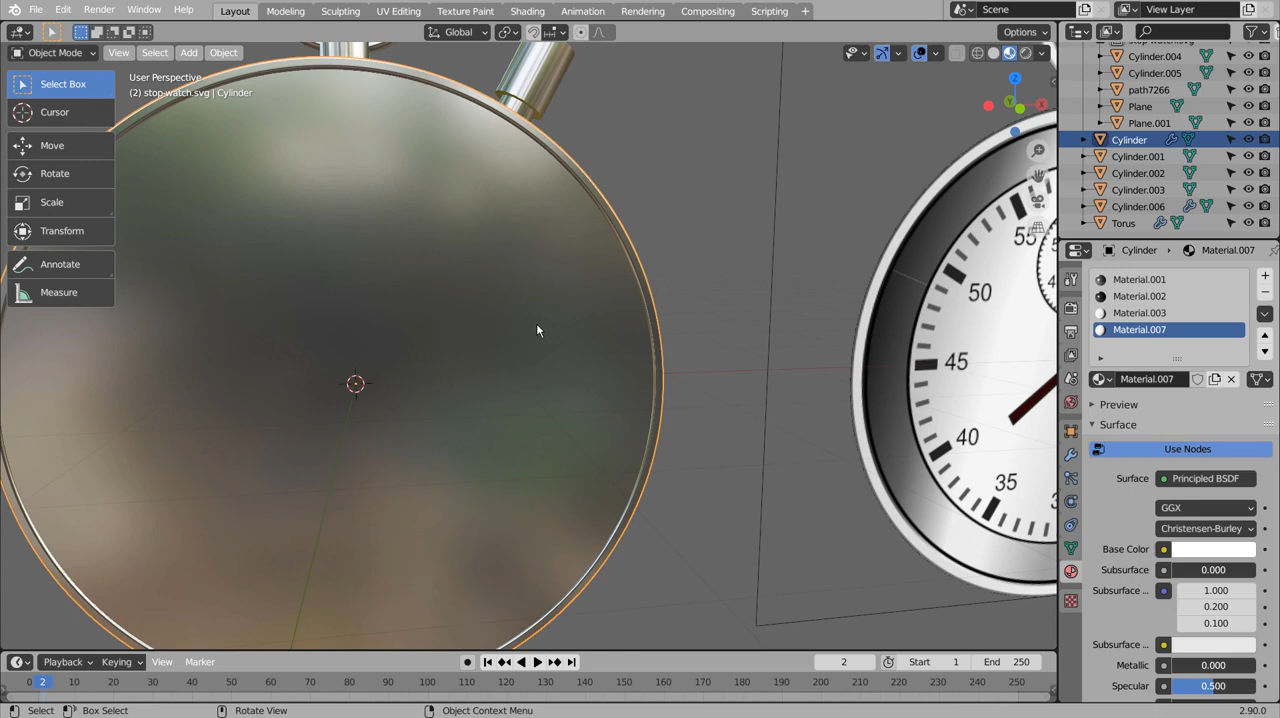 File Edit Render Window Help Layout Modeling Sculpting UV Editing Texture Paint Shading Animation Rendering Compositing Scripting + Scene View Layer
Object Mode View Select Add Object Global Options
Select Box
Cursor
Move
Rotate
Scale
Transform
Annotate
Measure
User Perspective
(2) stop-watch.svg | Cylinder
Z
Y
X
55
50
45
40
35
stop-watch.svg
Cylinder.004
Cylinder.005
path7266
Plane
Plane.001
Cylinder
Cylinder.001
Cylinder.002
Cylinder.003
Cylinder.006
Torus
Cylinder Material.007
Material.001
Material.002
Material.003
Material.007
Material.007
Preview
Surface
Use Nodes
Surface Principled BSDF
GGX
Christensen-Burley
Base Color
Subsurface 0.000
Subsurface ... 1.000
0.200
0.100
Subsurface ...
Metallic 0.000
Specular 0.500
Playback Keying View Marker 2 Start 1 End 250
0 2 10 20 30 40 50 60 70 80 90 100 110 120 130 140 150 160 170 180 190 200 210 220 230 240 250
Select Box Select Rotate View Object Context Menu 2.90.0